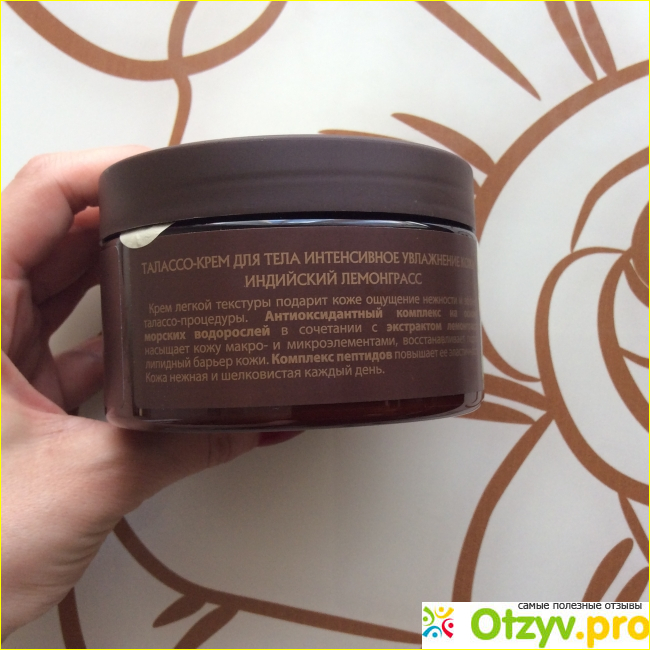 ТАЛАССО-КРЕМ ДЛЯ ТЕЛА ИНТЕНСИВНОЕ УВЛАЖНЕНИЕ
ИНДИЙСКИЙ ЛЕМОНГРАСС
Крем легкой текстуры подарит коже ощущение нежности
талассо-процедуры. Антиоксидантный комплекс на
морских водорослей в сочетании с экстрактом
насыщает кожу макро- и микроэлементами, восстанавливает
липидный барьер кожи. Комплекс пептидов повышает ее
Кожа нежная и шелковистая каждый день.
самые полезные отзывы
Otzyv.pro